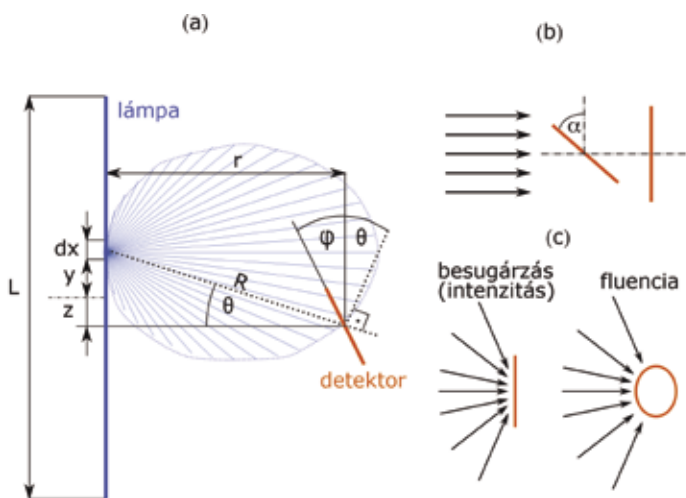 (a)
lámpa
r
dx
y
L
z
R
θ
φ
θ
detektor
(b)
α
(c)
besugárzás
(intenzitás)
fluencia